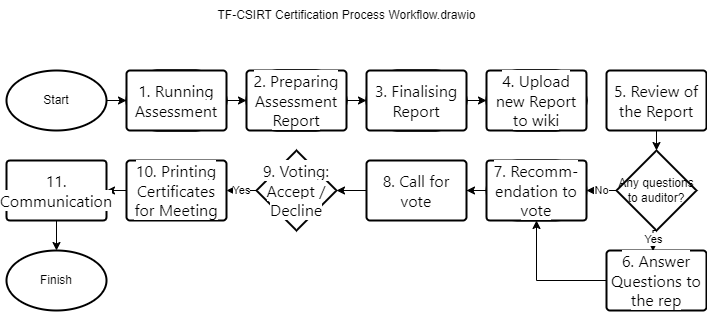 TF-CSIRT Certification Process Workflow.drawio
Start
1. Running
Assessment
2. Preparing
Assessment
Report
3. Finalising
Report
4. Upload
new Report
to wiki
5. Review of
the Report
Any questions
to auditor?
No
Yes
6. Answer
Questions to
the rep
7. Recomm-
endation to
vote
8. Call for
vote
9. Voting:
Accept /
Decline
Yes
10. Printing
Certificates
for Meeting
11.
Communication
Finish